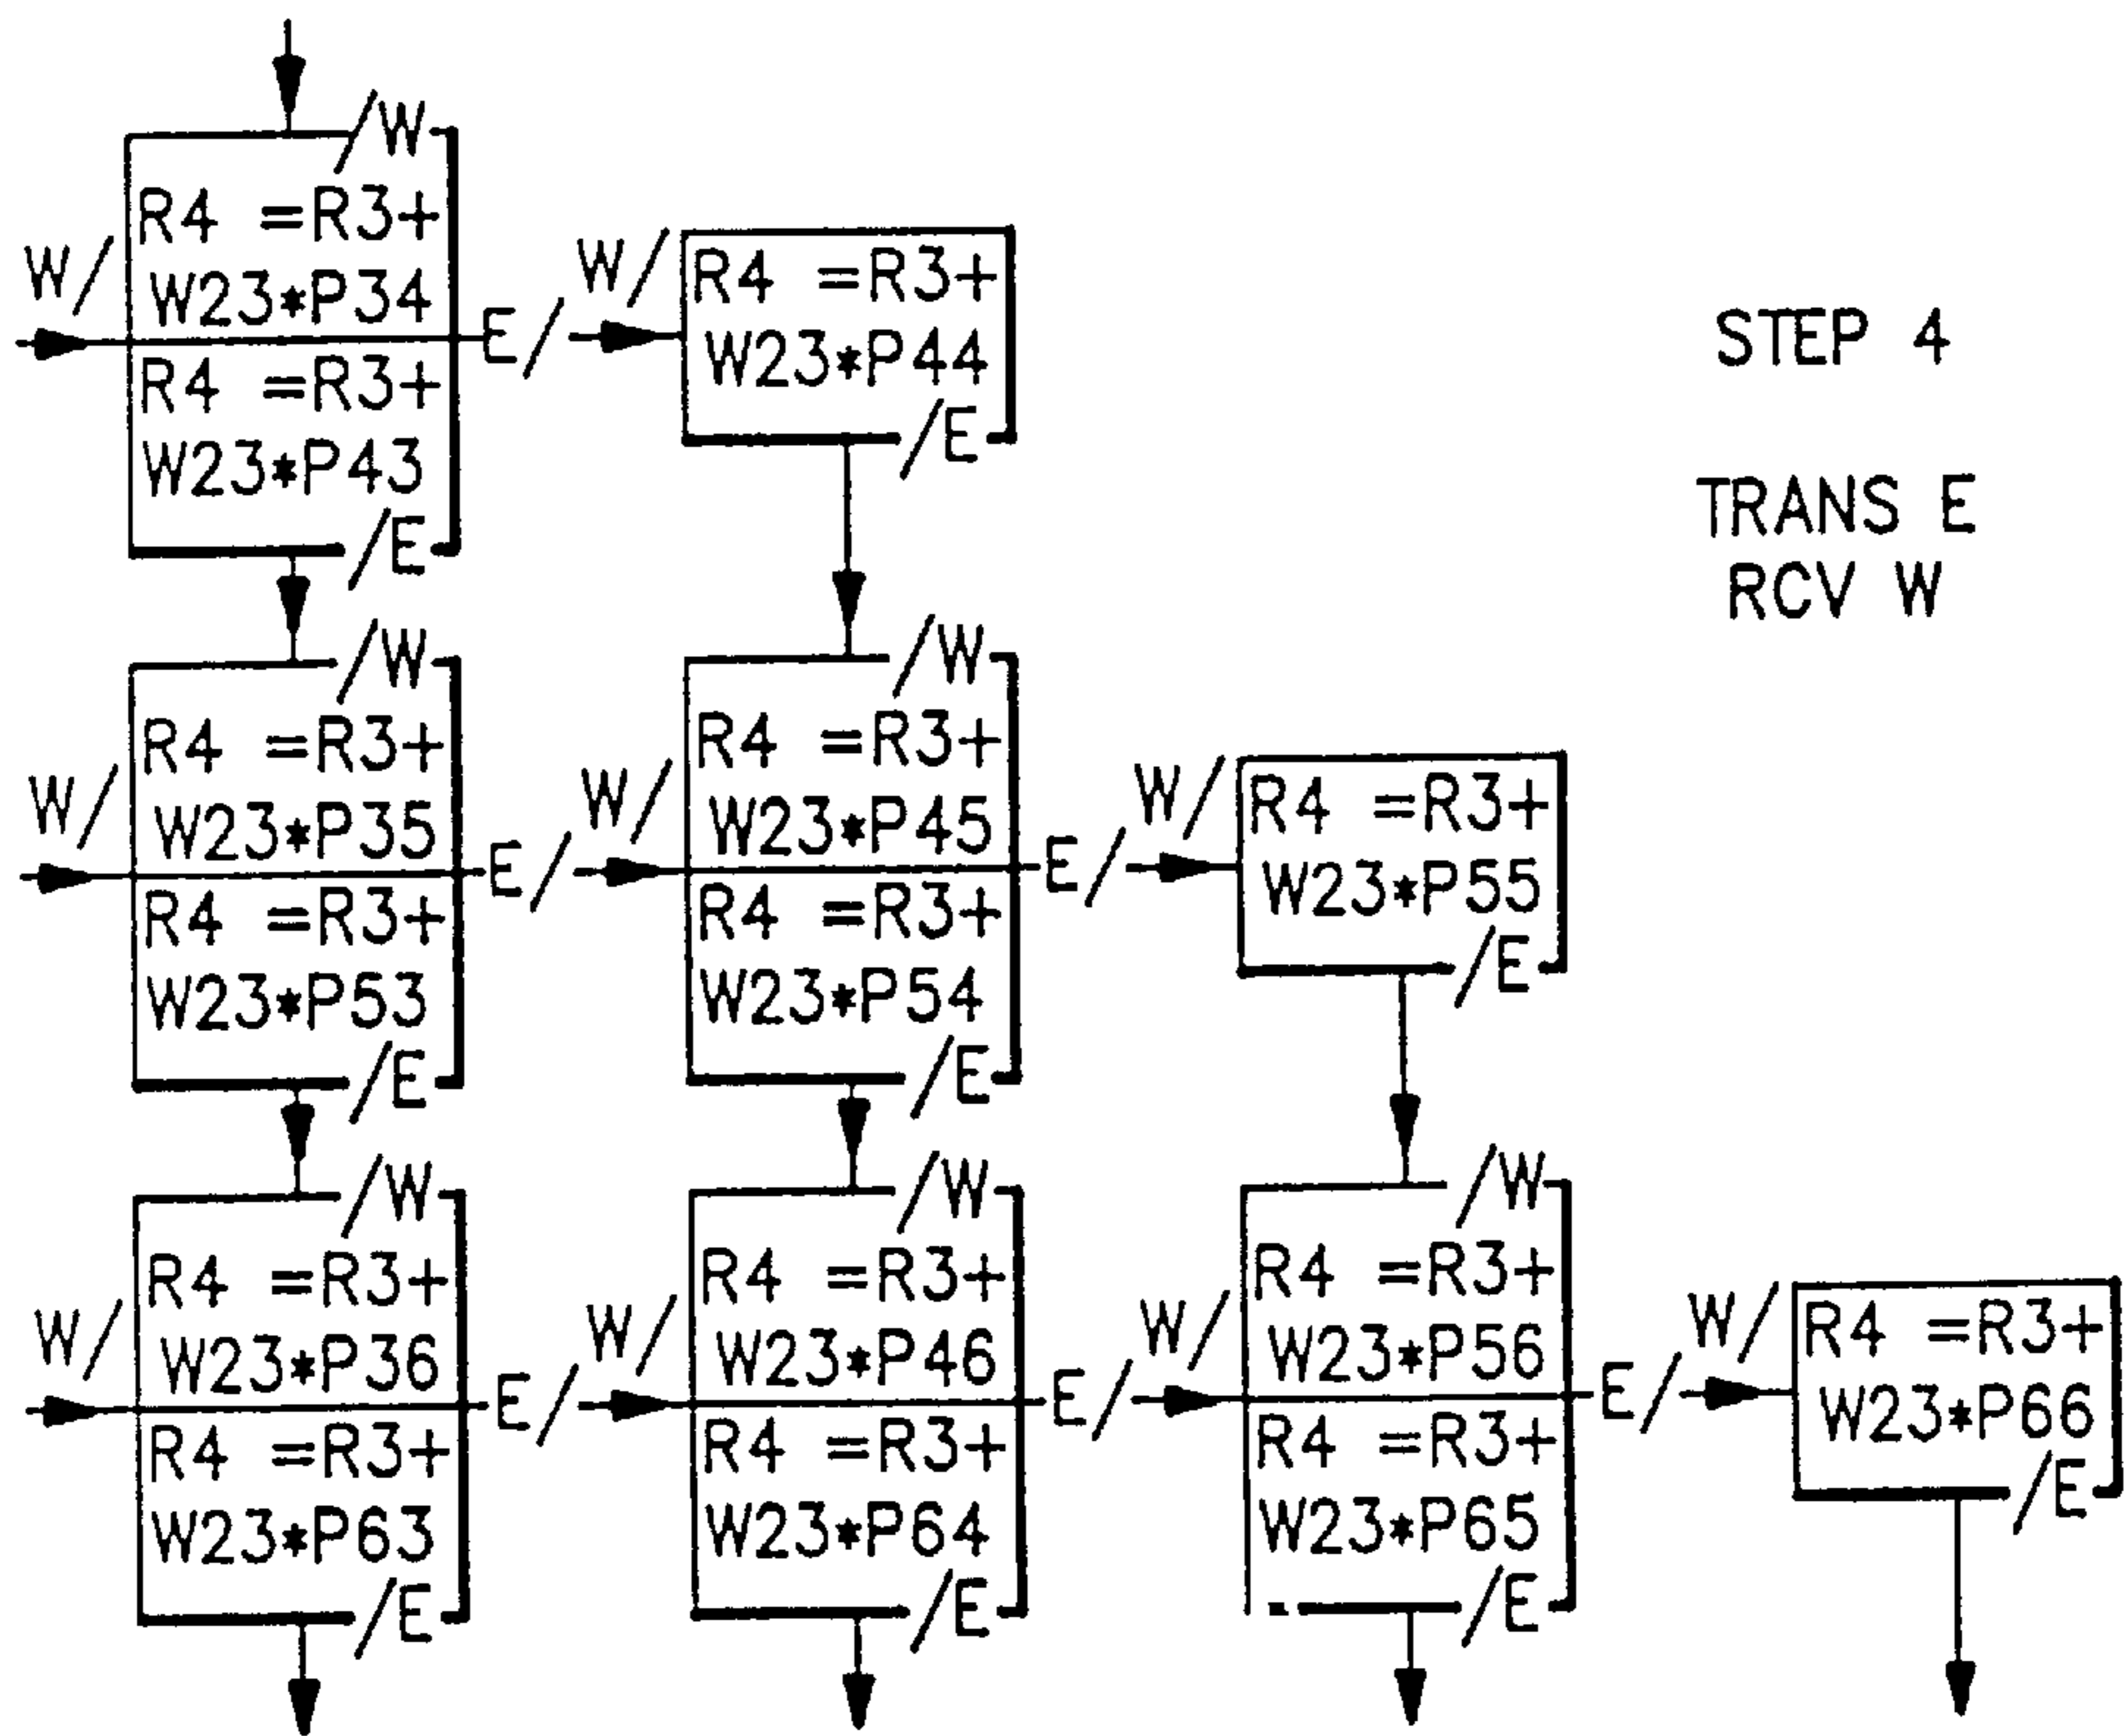 /W
R4 =R3+
W/
W23*P34
R4 =R3+
W23*P43
/E
E/
W/
R4 =R3+
W23*P44
/E
STEP 4
TRANS E
RCV W
/W
R4 =R3+
W/
W23*P35
R4 =R3+
W23*P53
/E
E/
/W
R4 =R3+
W/
W23*P45
R4 =R3+
W23*P54
/E
E/
W/
R4 =R3+
W23*P55
/E
/W
R4 =R3+
W/
W23*P36
R4 =R3+
W23*P63
/E
E/
/W
R4 =R3+
W/
W23*P46
R4 =R3+
W23*P64
/E
E/
/W
R4 =R3+
W/
W23*P56
R4 =R3+
W23*P65
/E
E/
W/
R4 =R3+
W23*P66
/E